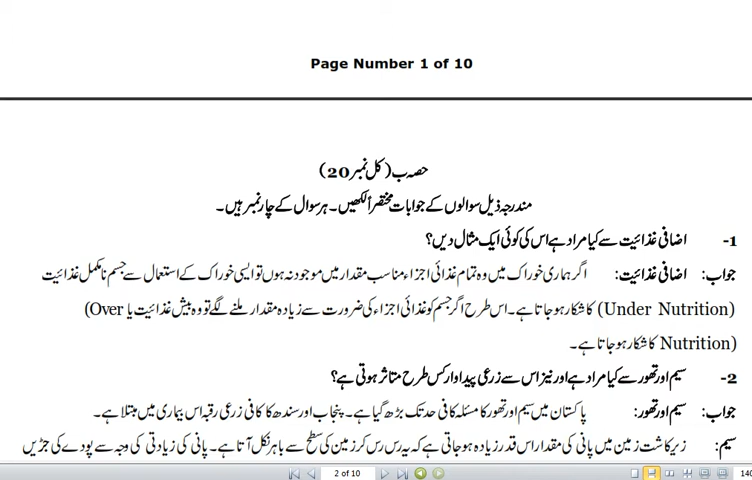 Page Number 1 of 10
حصہ ب (کل نمبر 20)
مندرجہ ذیل سوالوں کے جوابات مختصراً لکھیں۔ ہر سوال کے چار نمبر ہیں۔
1- اضافی غذائیت سے کیا مراد ہے اس کی کوئی ایک مثال دیں؟
جواب: اضافی غذائیت: اگر ہماری خوراک میں وہ تمام غذائی اجزاء مناسب مقدار میں موجود نہ ہوں تو ایسی خوراک کے استعمال سے جسم نامکمل غذائیت
(Under Nutrition) کا شکار ہو جاتا ہے۔ اس طرح اگر جسم کو غذائی اجزء کی ضرورت سے زیادہ مقدار ملنے لگے تو وہ بیش غذائیت یا Over)
(Nutrition کا شکار ہو جاتا ہے۔
2- سیم اور تھور سے کیا مراد ہے اور نیز اس سے زرعی پیداوار کس طرح متاثر ہوتی ہے؟
جواب: سیم اور تھور: پاکستان میں سیم اور تھور کا مسئلہ کافی حد تک بڑھ گیا ہے۔ پنجاب اور سندھ کا کافی زرعی رقبہ اس بیماری میں مبتلا ہے۔
سیم: زیر کاشت زمین میں پانی کی مقدار اس قدر زیادہ ہو جاتی ہے کہ یہ رس رس کر زمین کی سطح سے باہر نکل آتا ہے۔ پانی کی زیادتی کی وجہ سے پودے کی جڑیں
2 of 10
140